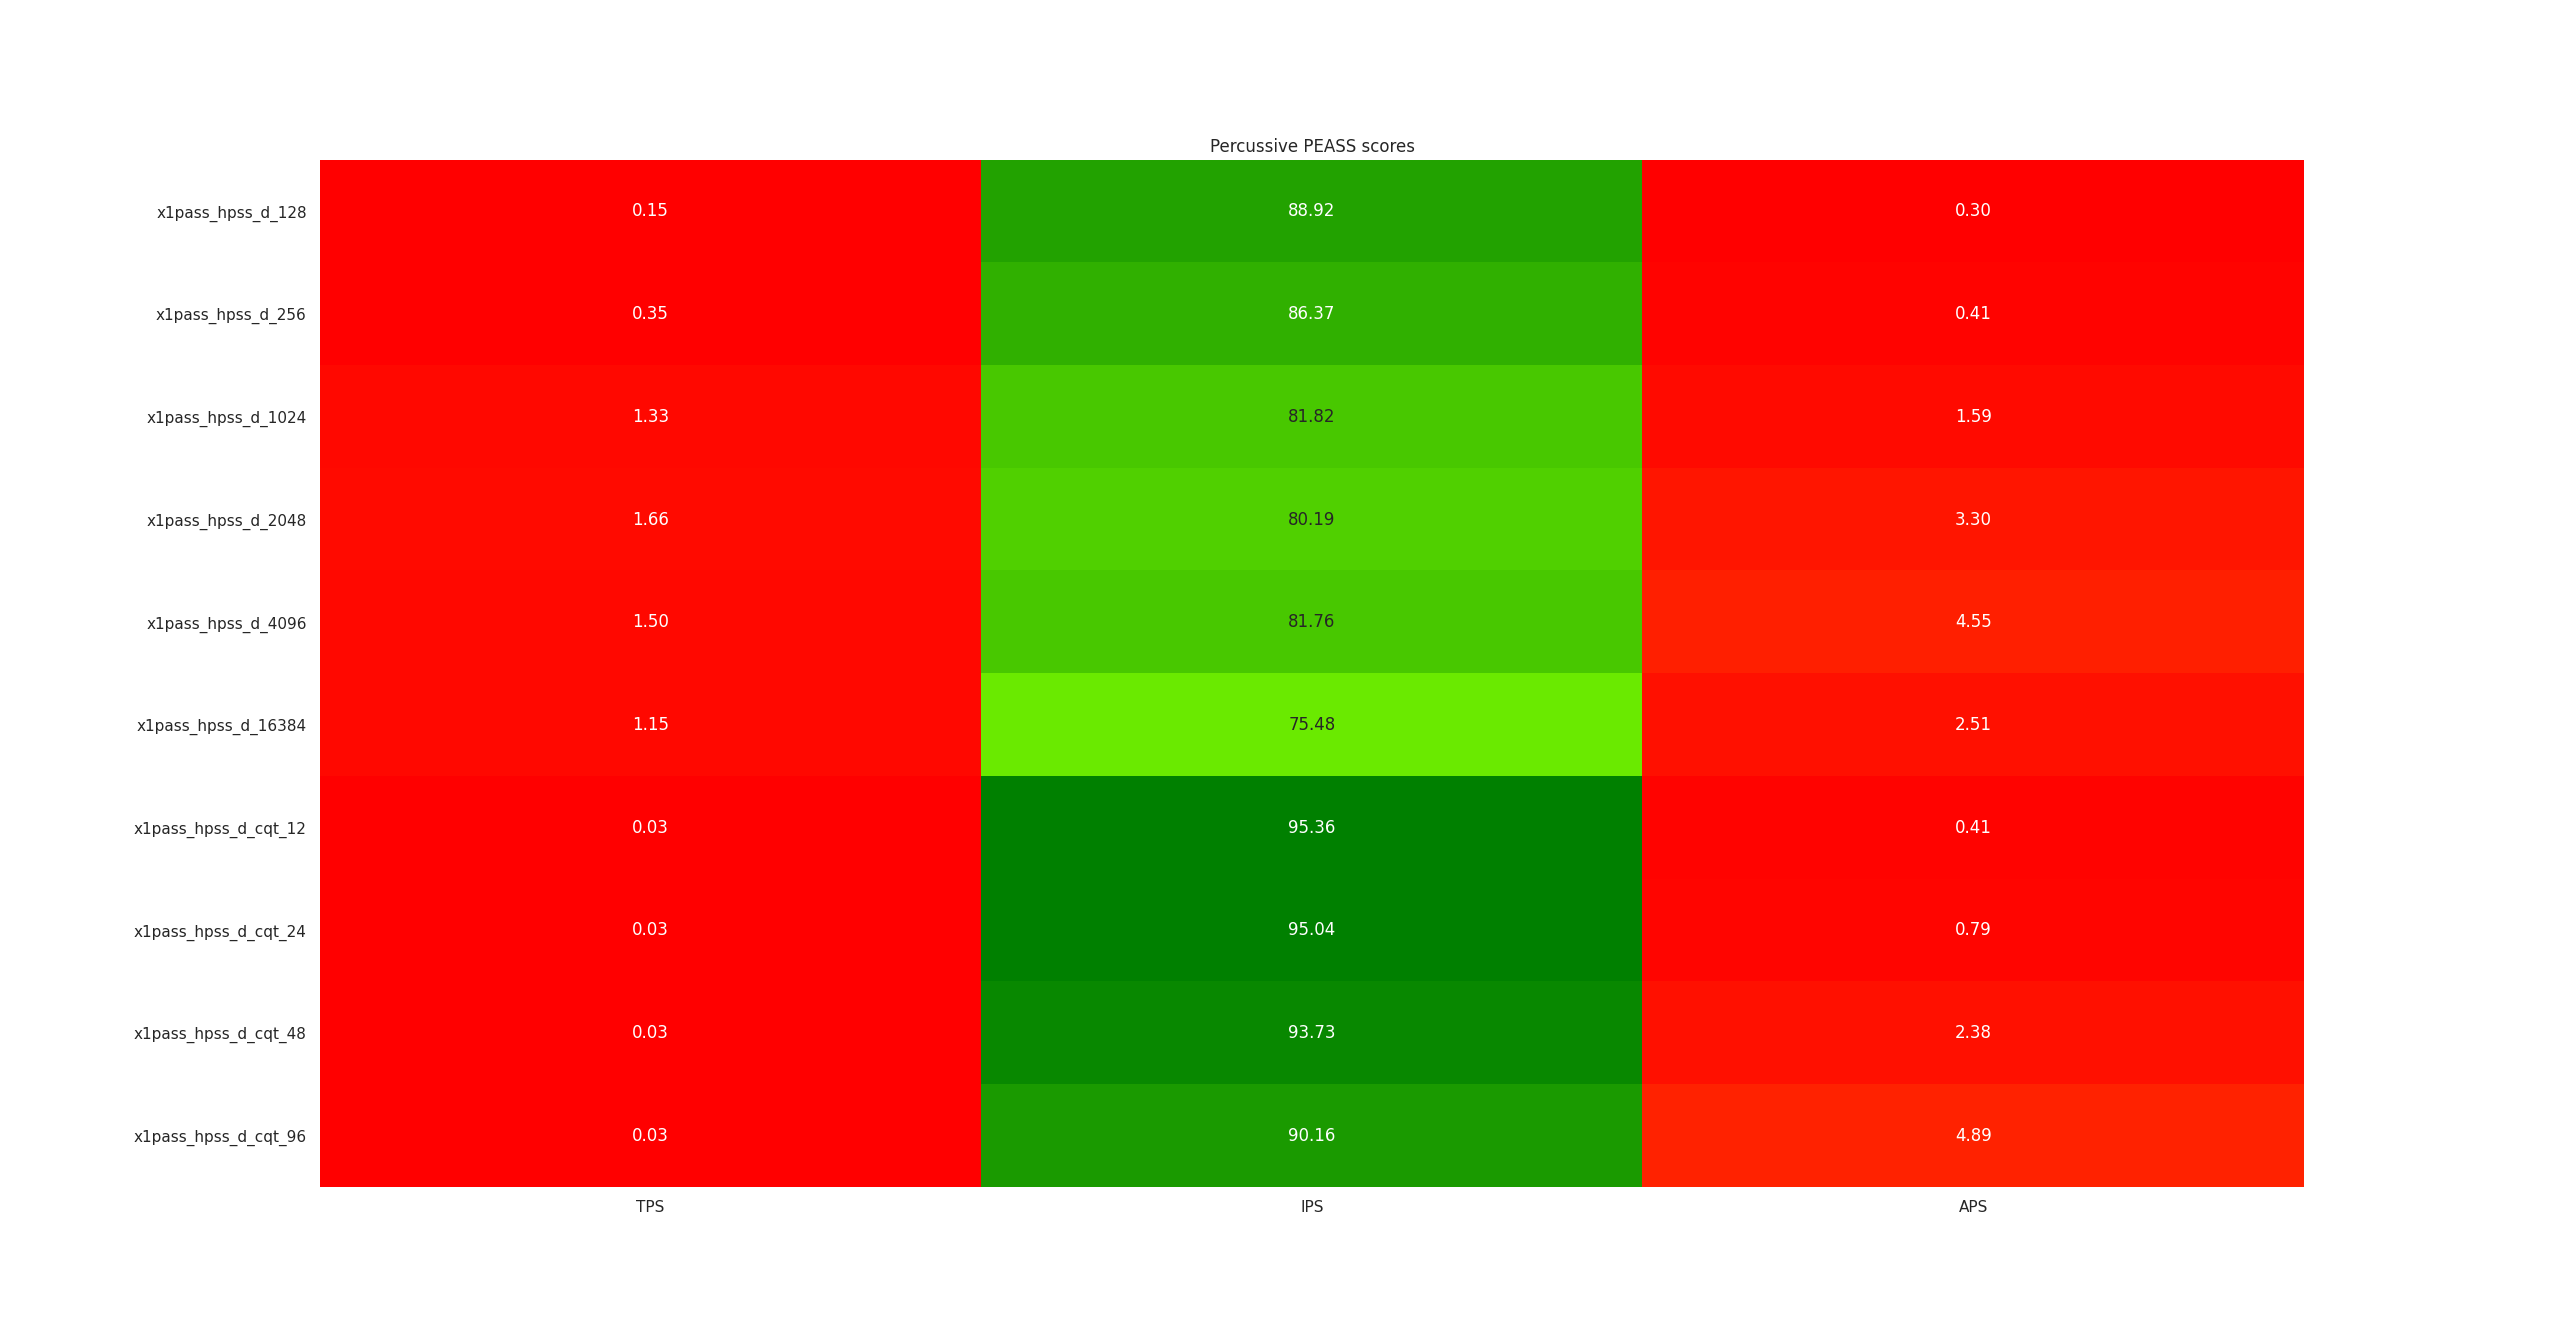 Percussive PEASS scores
x1pass_hpss_d_128 0.15 88.92 0.30
x1pass_hpss_d_256 0.35 86.37 0.41
x1pass_hpss_d_1024 1.33 81.82 1.59
x1pass_hpss_d_2048 1.66 80.19 3.30
x1pass_hpss_d_4096 1.50 81.76 4.55
x1pass_hpss_d_16384 1.15 75.48 2.51
x1pass_hpss_d_cqt_12 0.03 95.36 0.41
x1pass_hpss_d_cqt_24 0.03 95.04 0.79
x1pass_hpss_d_cqt_48 0.03 93.73 2.38
x1pass_hpss_d_cqt_96 0.03 90.16 4.89
TPS IPS APS